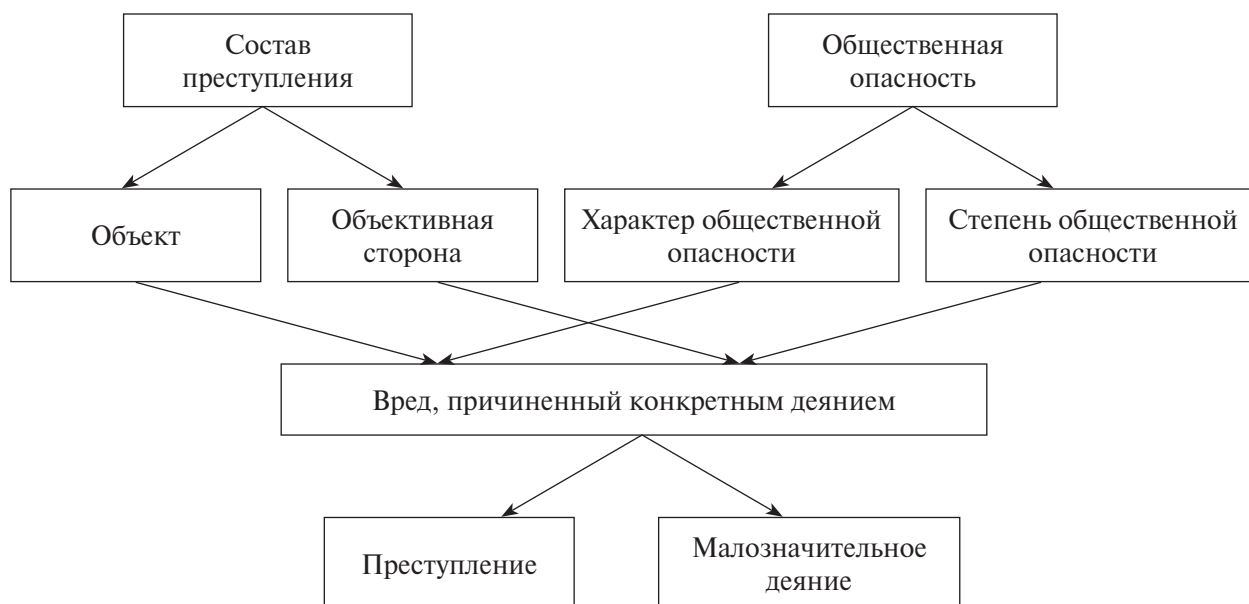 Состав
преступления
Общественная
опасность
Объект
Объективная
сторона
Характер общественной
опасности
Степень общественной
опасности
Вред, причиненный конкретным деянием
Преступление
Малозначительное
деяние